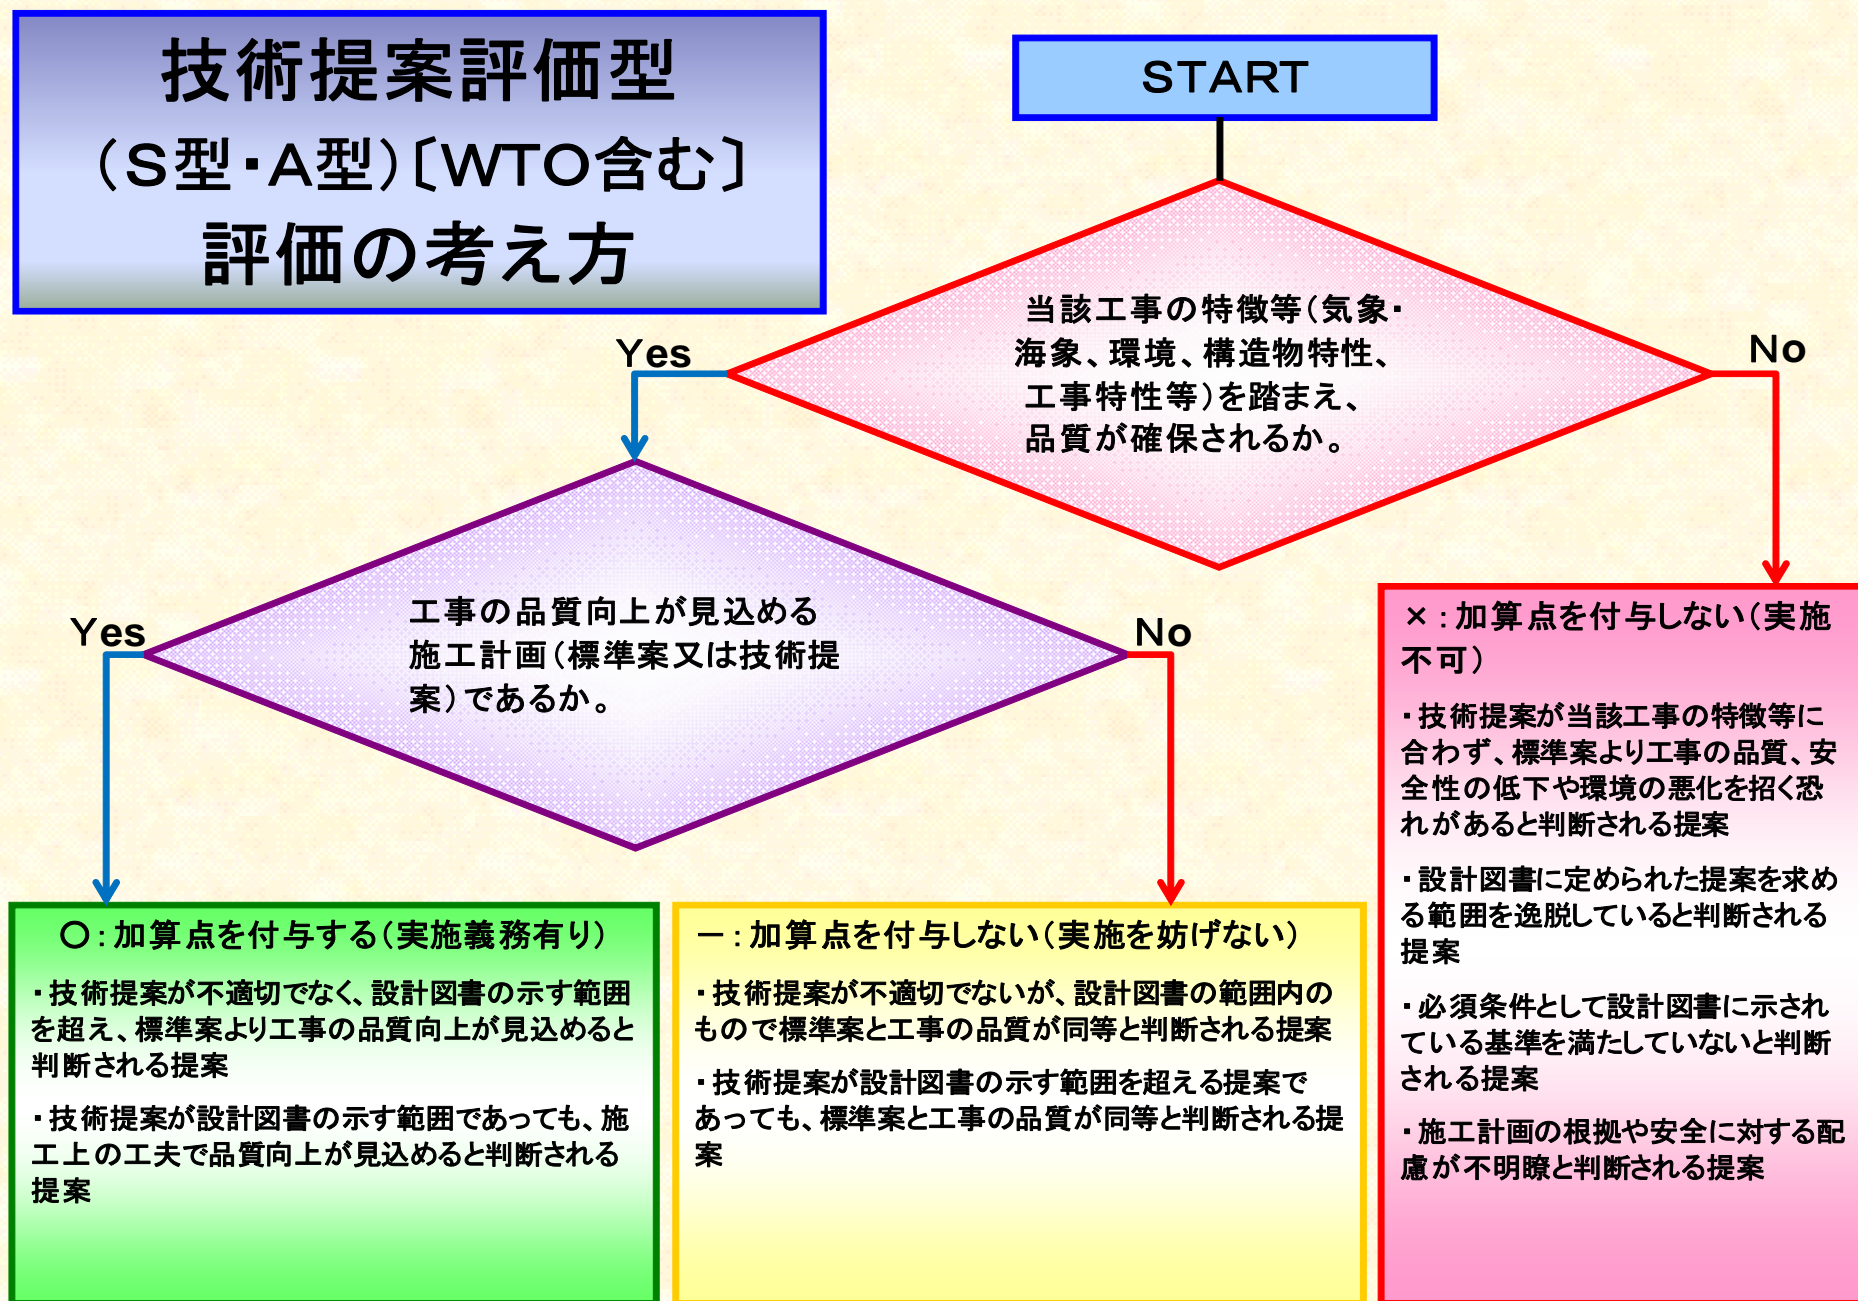 技術提案評価型
（S型・A型）〔WTO含む〕
評価の考え方
START
当該工事の特徴等（気象・
海象、環境、構造物特性、
工事特性等）を踏まえ、
品質が確保されるか。
Yes
No
工事の品質向上が見込める
施工計画（標準案又は技術提
案）であるか。
Yes
No
○：加算点を付与する（実施義務有り）
・技術提案が不適切でなく、設計図書の示す範囲
を超え、標準案より工事の品質向上が見込めると
判断される提案
・技術提案が設計図書の示す範囲であっても、施
工上の工夫で品質向上が見込めると判断される
提案
－：加算点を付与しない（実施を妨げない）
・技術提案が不適切でないが、設計図書の範囲内の
もので標準案と工事の品質が同等と判断される提案
・技術提案が設計図書の示す範囲を超える提案で
あっても、標準案と工事の品質が同等と判断される提
案
×：加算点を付与しない（実施
不可）
・技術提案が当該工事の特徴等に
合わず、標準案より工事の品質、安
全性の低下や環境の悪化を招く恐
れがあると判断される提案
・設計図書に定められた提案を求め
る範囲を逸脱していると判断される
提案
・必須条件として設計図書に示され
ている基準を満たしていないと判断
される提案
・施工計画の根拠や安全に対する配
慮が不明瞭と判断される提案